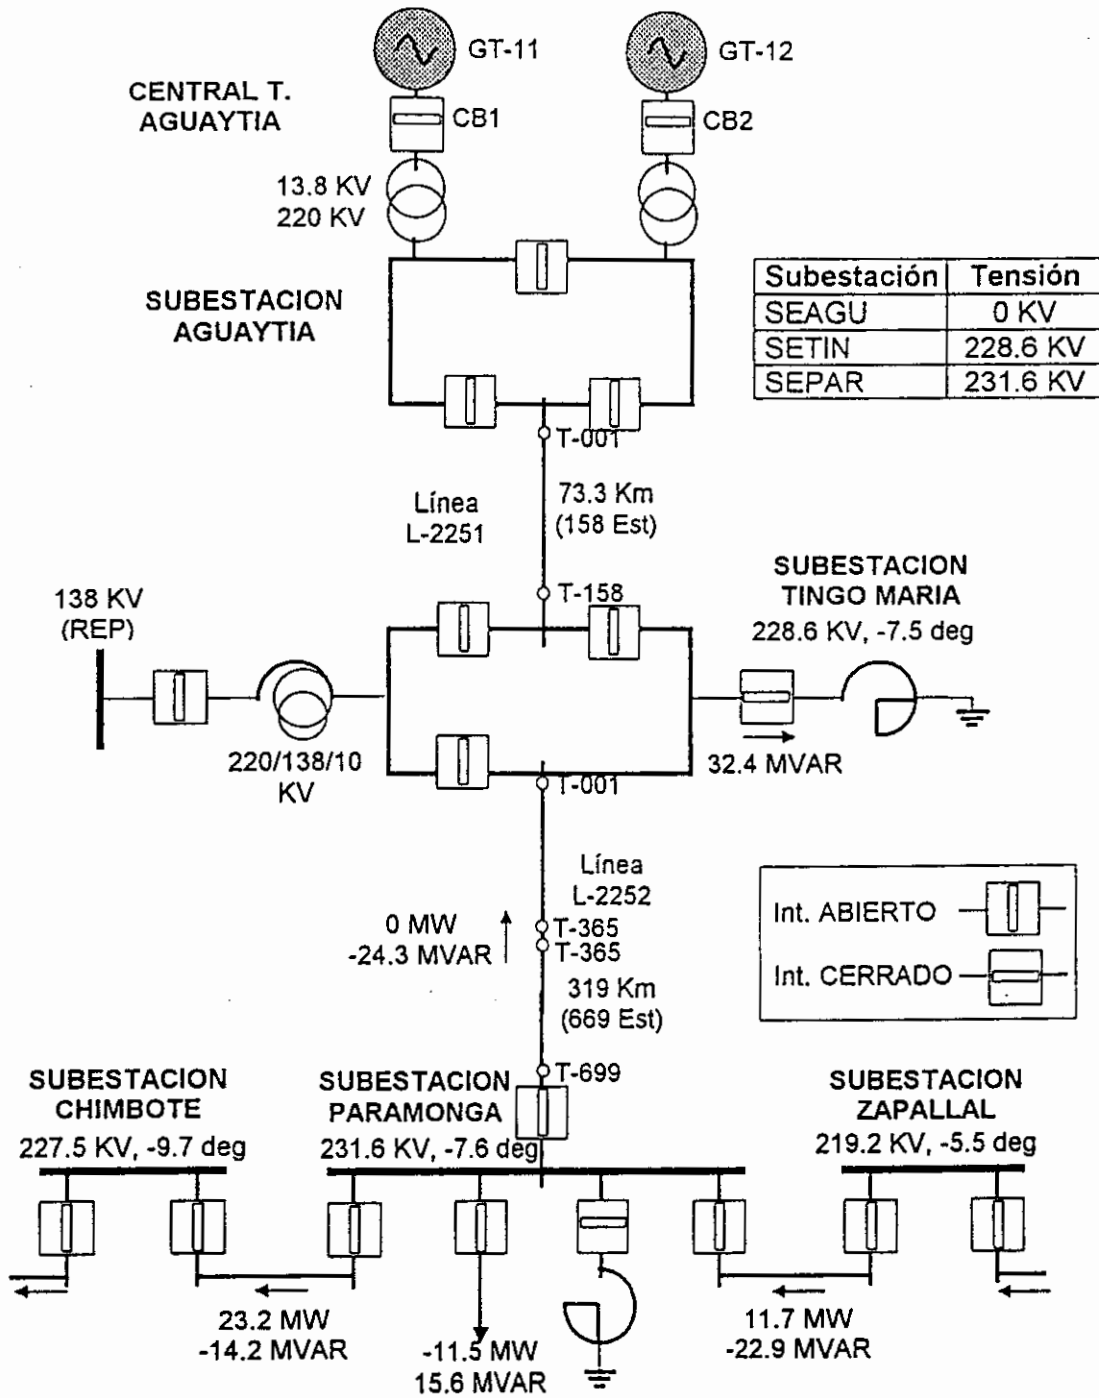 GT-11
GT-12
CENTRAL T.
AGUAYTIA
CB1
CB2
13.8 KV
220 KV
SUBESTACION
AGUAYTIA
Subestación Tensión
SEAGU 0 KV
SETIN 228.6 KV
SEPAR 231.6 KV
T-001
Línea
L-2251
73.3 Km
(158 Est)
T-158
SUBESTACION
TINGO MARIA
228.6 KV, -7.5 deg
138 KV
(REP)
220/138/10
KV
32.4 MVAR
T-001
Línea
L-2252
0 MW
-24.3 MVAR
T-365
T-365
319 Km
(669 Est)
T-699
Int. ABIERTO
Int. CERRADO
SUBESTACION
CHIMBOTE
227.5 KV, -9.7 deg
SUBESTACION
PARAMONGA
231.6 KV, -7.6 deg
SUBESTACION
ZAPALLAL
219.2 KV, -5.5 deg
23.2 MW
-14.2 MVAR
-11.5 MW
15.6 MVAR
11.7 MW
-22.9 MVAR